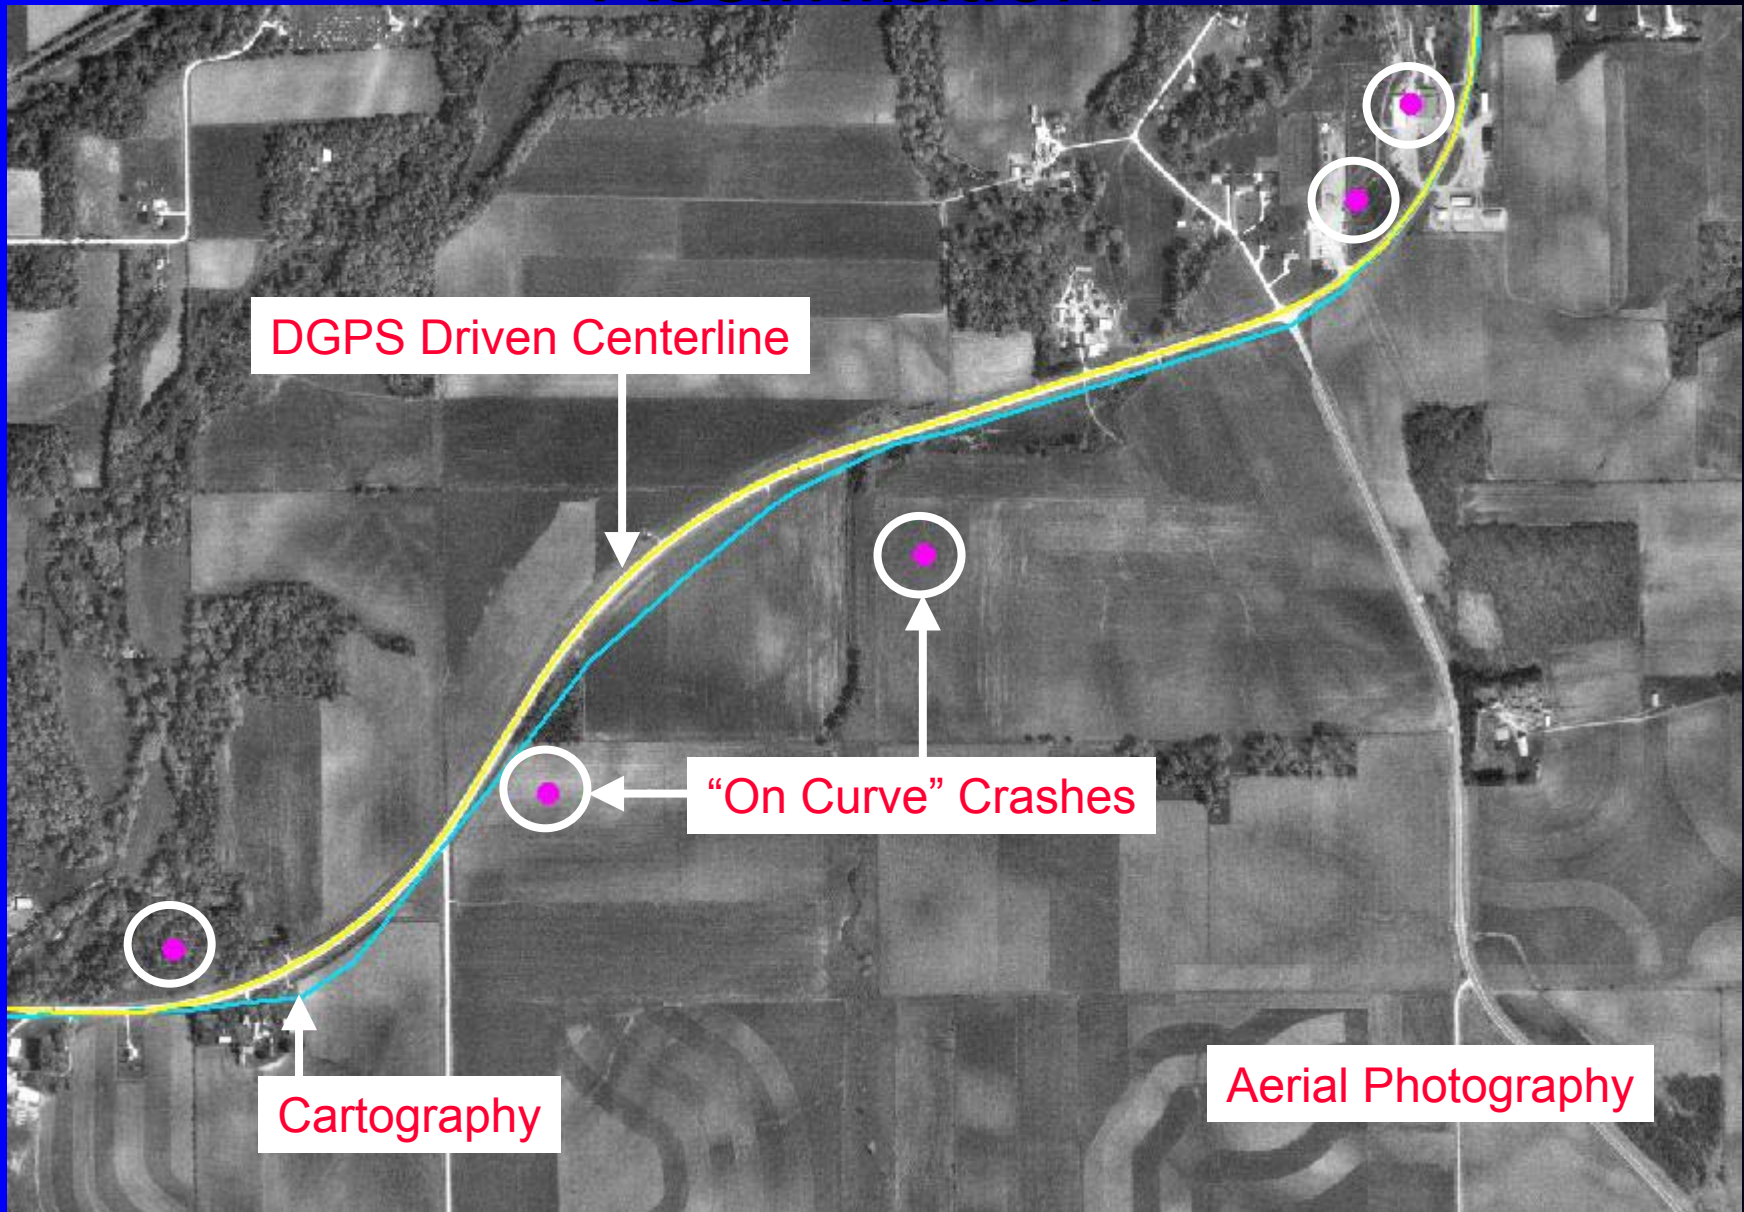 DGPS Driven Centerline
“On Curve” Crashes
Cartography
Aerial Photography